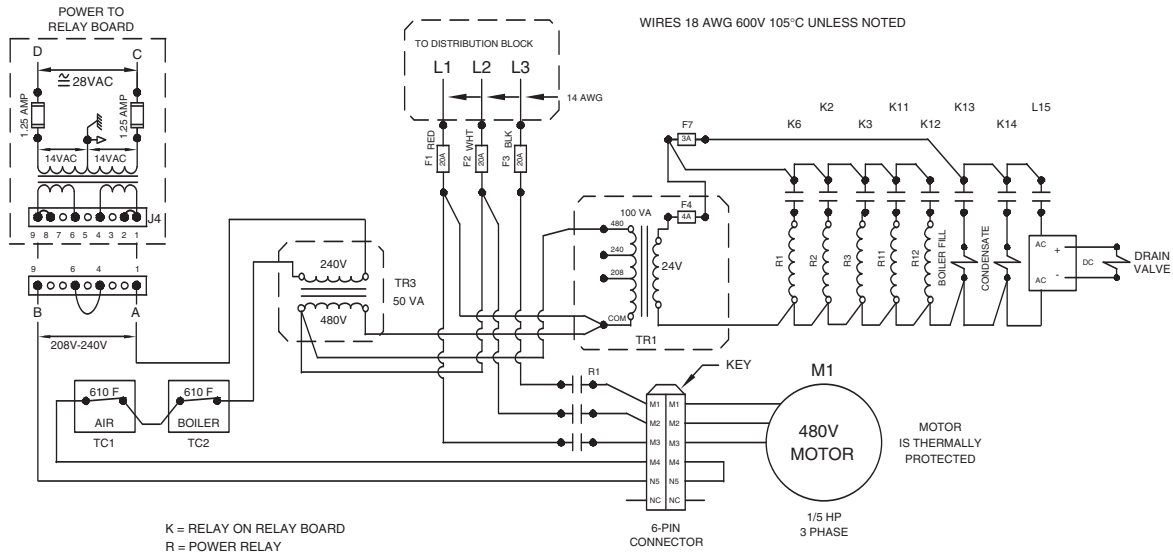 POWER TO
RELAY BOARD
WIRES 18 AWG 600V 105°C UNLESS NOTED
D
C
≅ 28VAC
1.25 AMP
1.25 AMP
14VAC
14VAC
J4
9 8 7 6 5 4 3 2 1
9 6 4 1
B
A
208V-240V
TO DISTRIBUTION BLOCK
L1 L2 L3
14 AWG
F1 RED
20A
F2 WHT
20A
F3 BLK
20A
240V
480V
TR3
50 VA
100 VA
480
240
208
COM
24V
TR1
F4
4A
F7
3A
K6
K2
K3
K11
K12
K13
K14
L15
R1
R2
R3
R11
R12
BOILER FILL
CONDENSATE
AC
AC
+
-
DC
DRAIN
VALVE
610 F
AIR
TC1
610 F
BOILER
TC2
R1
KEY
M1 M1
M2 M2
M3 M3
M4 M4
N5 N5
NC NC
6-PIN
CONNECTOR
M1
480V
MOTOR
1/5 HP
3 PHASE
MOTOR
IS THERMALLY
PROTECTED
K = RELAY ON RELAY BOARD
R = POWER RELAY